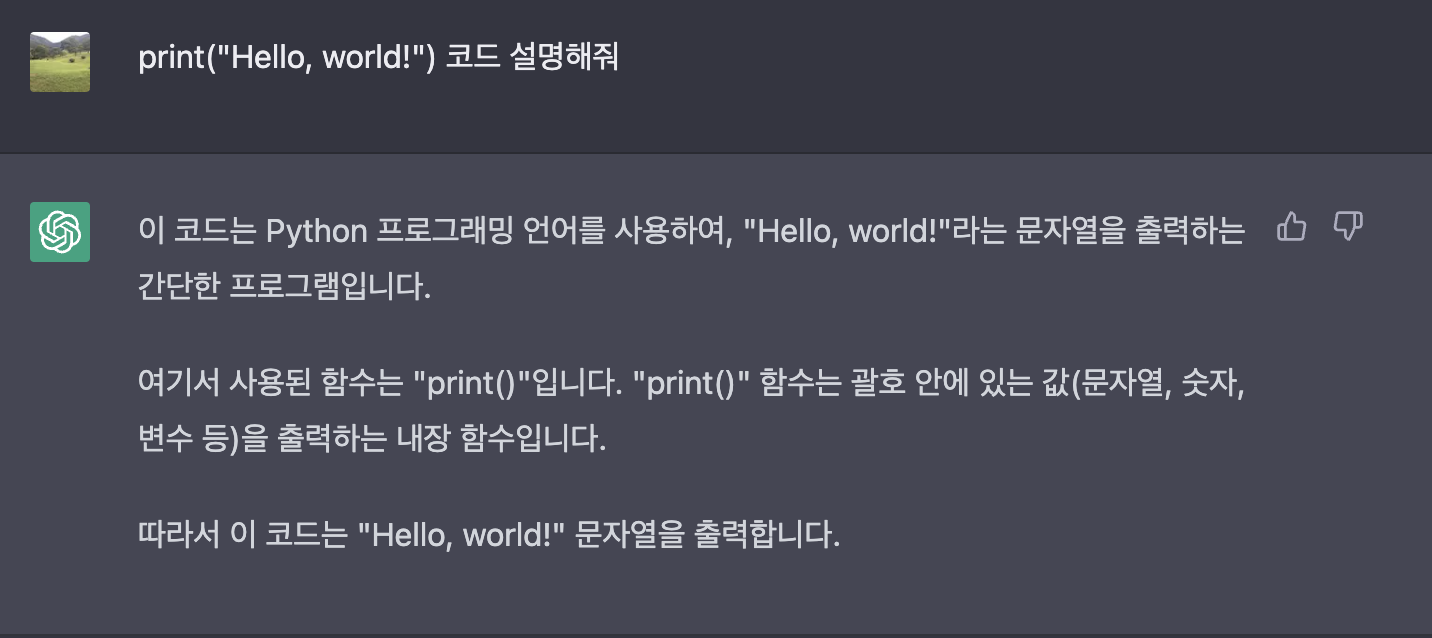 print("Hello, world!") 코드 설명해줘
이 코드는 Python 프로그래밍 언어를 사용하여, "Hello, world!"라는 문자열을 출력하는
간단한 프로그램입니다.
여기서 사용된 함수는 "print()"입니다. "print()" 함수는 괄호 안에 있는 값(문자열, 숫자,
변수 등)을 출력하는 내장 함수입니다.
따라서 이 코드는 "Hello, world!" 문자열을 출력합니다.